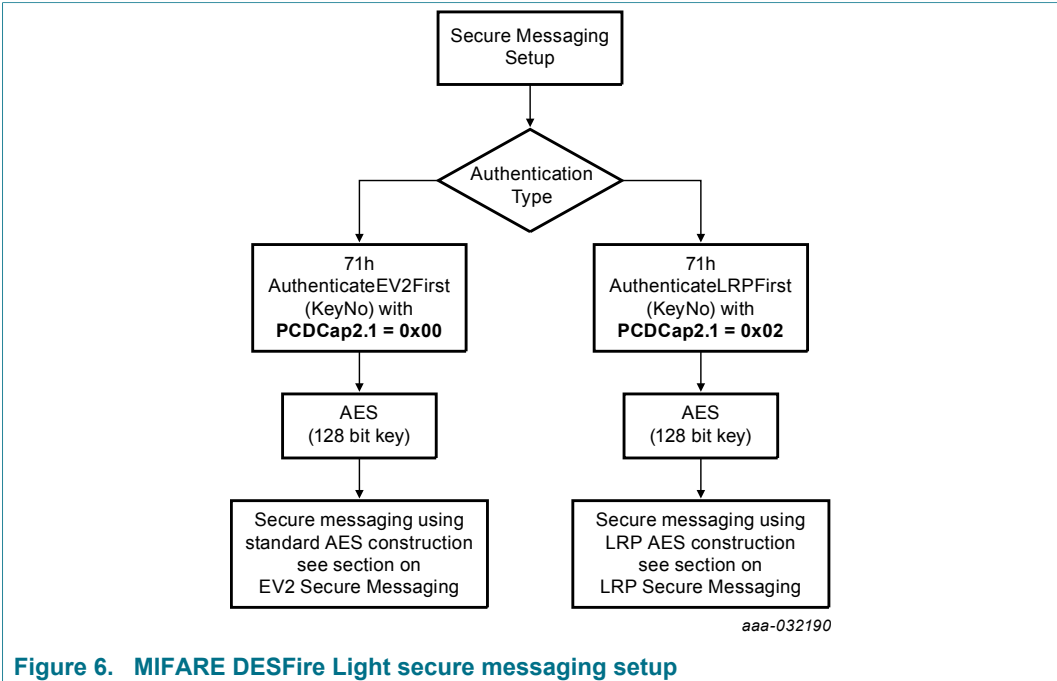 Secure Messaging
Setup
Authentication
Type
71h
AuthenticateEV2First
(KeyNo) with
PCDCap2.1 = 0x00
71h
AuthenticateLRPFirst
(KeyNo) with
PCDCap2.1 = 0x02
AES
(128 bit key)
AES
(128 bit key)
Secure messaging using
standard AES construction
see section on
EV2 Secure Messaging
Secure messaging using
LRP AES construction
see section on
LRP Secure Messaging
aaa-032190
Figure 6. MIFARE DESFire Light secure messaging setup